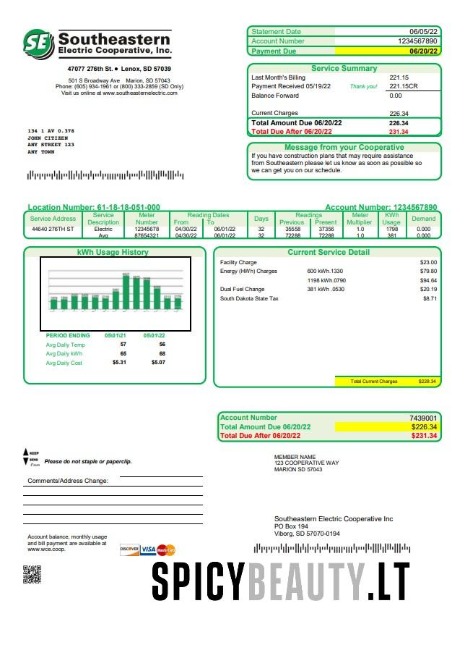 SE Southeastern
Electric Cooperative, Inc.
47077 276th St. ● Lenox, SD 57039
501 S Broadway Ave . Marion, SD 57043
Phone: (605) 934-1961 or (800) 333-2859 (SD Only)
Visit us online at www.southeasternelectric.com
Statement Date 06/05/22
Account Number 1234567890
Payment Due 06/20/22
Service Summary
Last Month's Billing 221.15
Payment Received 05/19/22 Thank you! 221.15CR
Balance Forward 0.00
Current Charges 226.34
Total Amount Due 06/20/22 226.34
Total Due After 06/20/22 231.34
Message from your Cooperative
If you have construction plans that may require assistance
from Southeastern please let us know as soon as possible so
we can get you on our schedule.
134 1 AV 0.378
JOHN CITIZEN
ANY STREET 123
ANY TOWN
Location Number: 61-18-18-051-000 Account Number: 1234567890
Service Address Service Description Meter Number Reading Dates From To Days Readings Previous Present Meter Multiplier KWH Usage Demand
44640 276TH ST Electric 12345678 04/30/22 06/01/22 32 35558 37356 1.0 1798 0.000
Avo 87654321 04/30/22 06/01/22 32 72288 1.0 381 0.000
kWh Usage History
PERIOD ENDING 05/01/21 05/01/22
Avg Daily Temp 57 56
Avg Daily kWh 65 68
Avg Daily Cost $5.31 $5.07
Current Service Detail
Facility Charge $23.00
Energy (KWH) Charges 600 kWh .1330 $79.80
1198 kWh .0790 $94.64
Dual Fuel Change 381 kWh .0530 $20.19
South Dakota State Tax $8.71
Total Current Charges
Account Number 7439001
Total Amount Due 06/20/22 $226.34
Total Due After 06/20/22 $231.34
KEEP
SEND
Please do not staple or paperclip.
MEMBER NAME
123 COOPERATIVE WAY
MARION SD 57043
Comments/Address Change:
Southeastern Electric Cooperative Inc
PO Box 194
Viborg, SD 57070-0194
Account balance, monthly usage
and bill payment are available at
www.wcs.coop.
DISCOVER VISA MasterCard
SPICYBEAUTY.LT